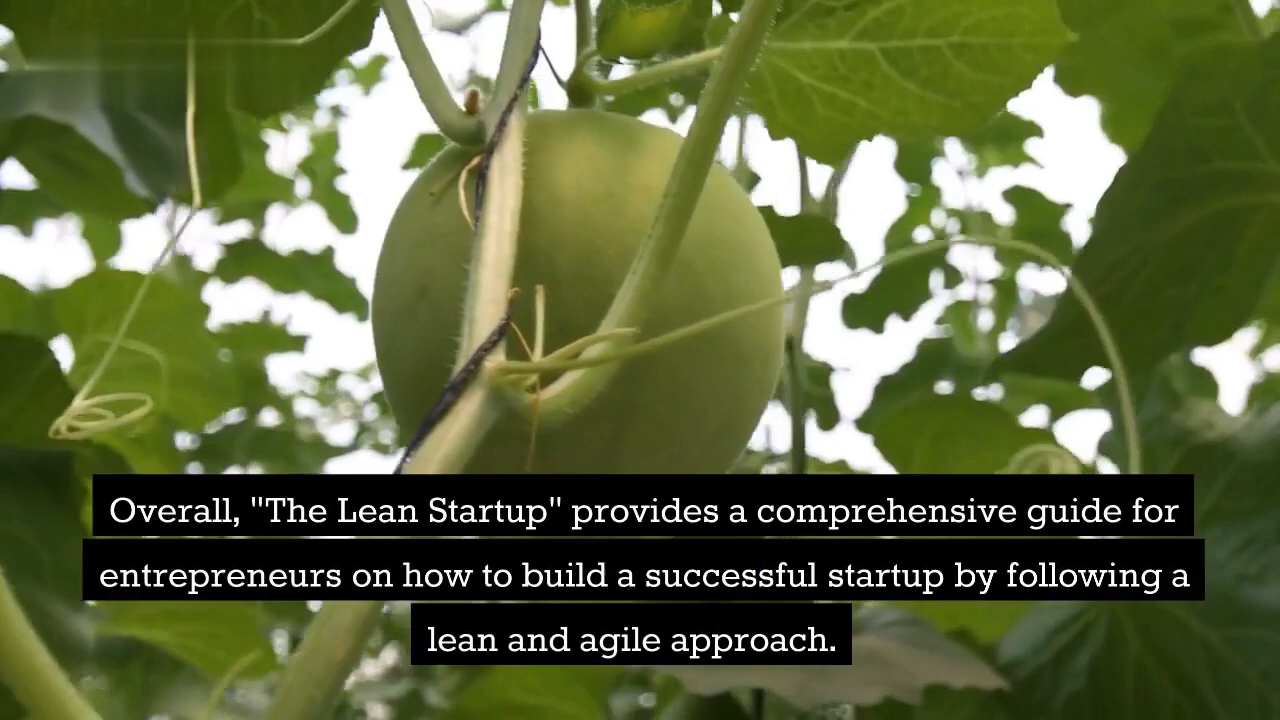 Overall, "The Lean Startup" provides a comprehensive guide for
entrepreneurs on how to build a successful startup by following a
lean and agile approach.